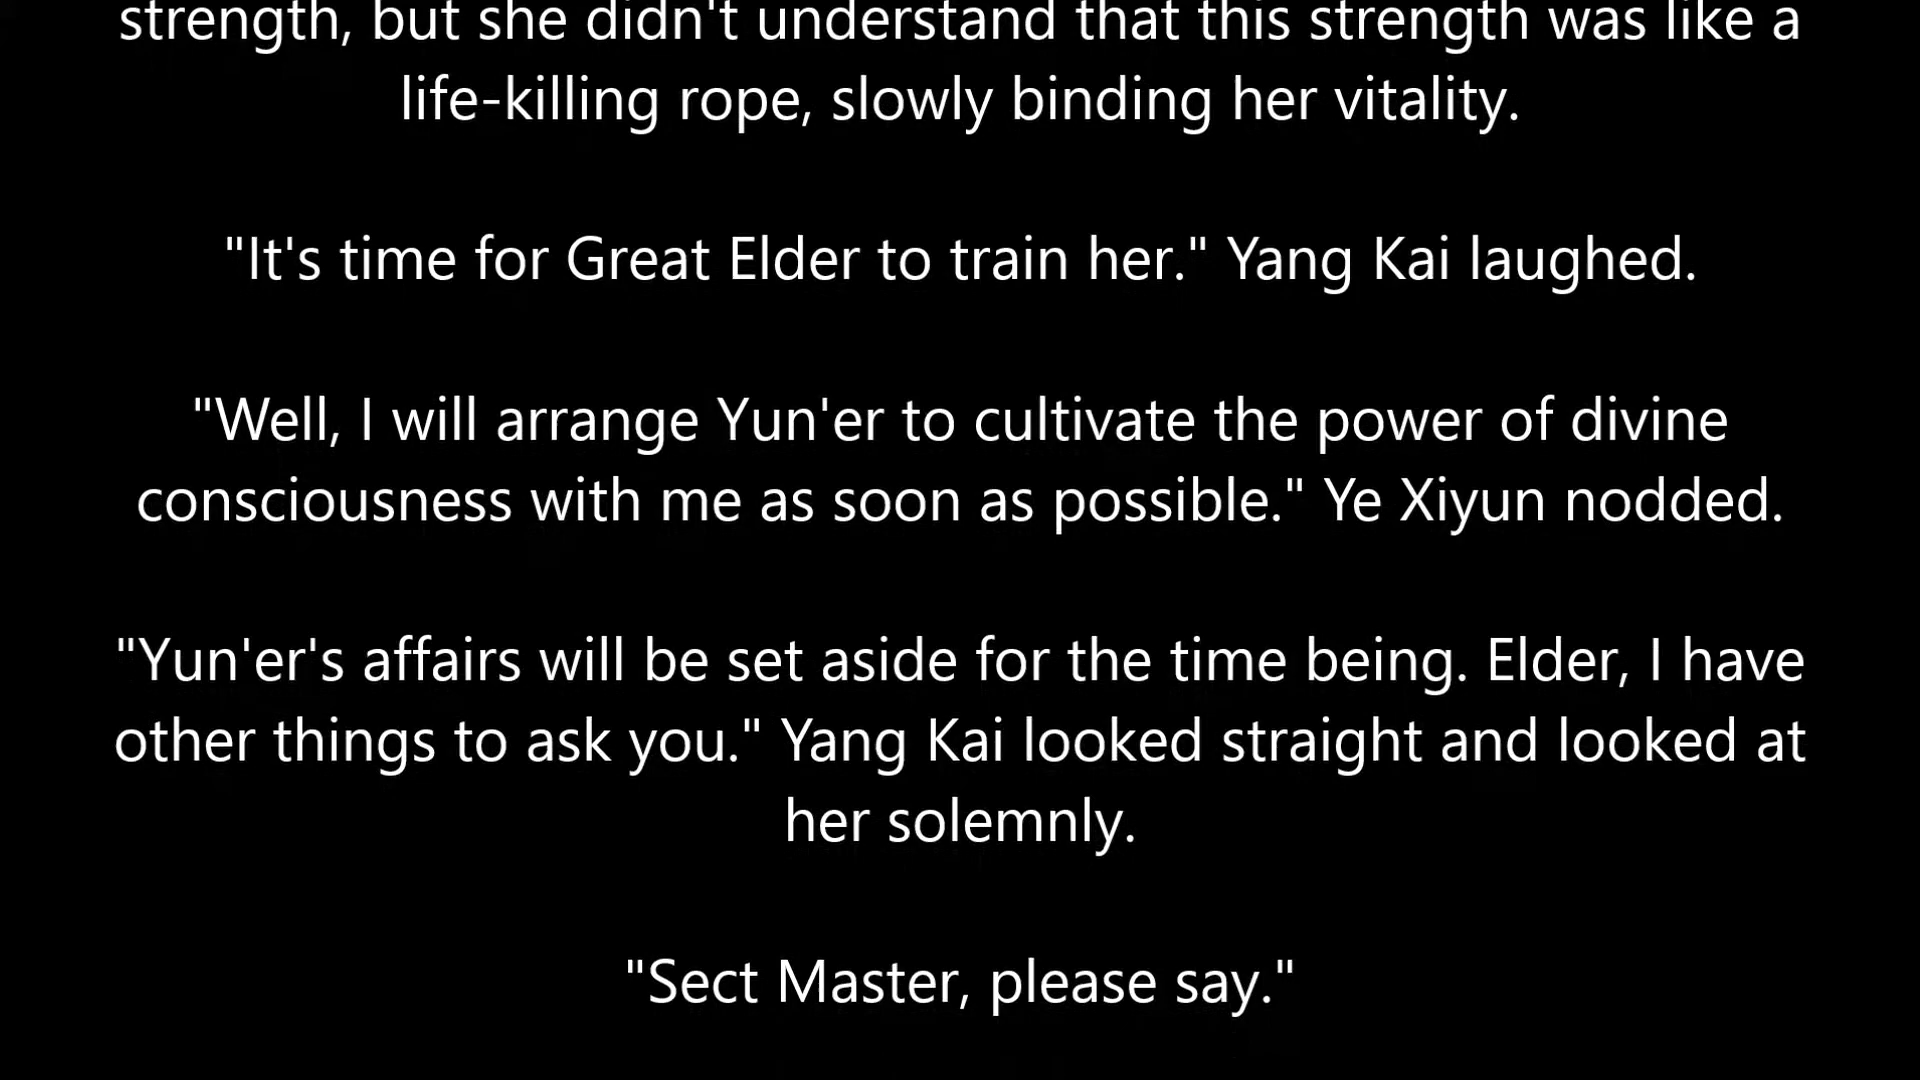 strength, but she didn't understand that this strength was like a
life-killing rope, slowly binding her vitality.
"It's time for Great Elder to train her." Yang Kai laughed.
"Well, I will arrange Yun'er to cultivate the power of divine
consciousness with me as soon as possible." Ye Xiyun nodded.
"Yun'er's affairs will be set aside for the time being. Elder, I have
other things to ask you." Yang Kai looked straight and looked at
her solemnly.
"Sect Master, please say."